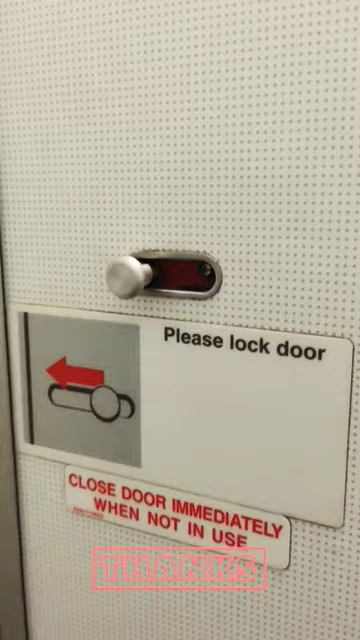 Please lock door
CLOSE DOOR IMMEDIATELY
WHEN NOT IN USE
THANKS